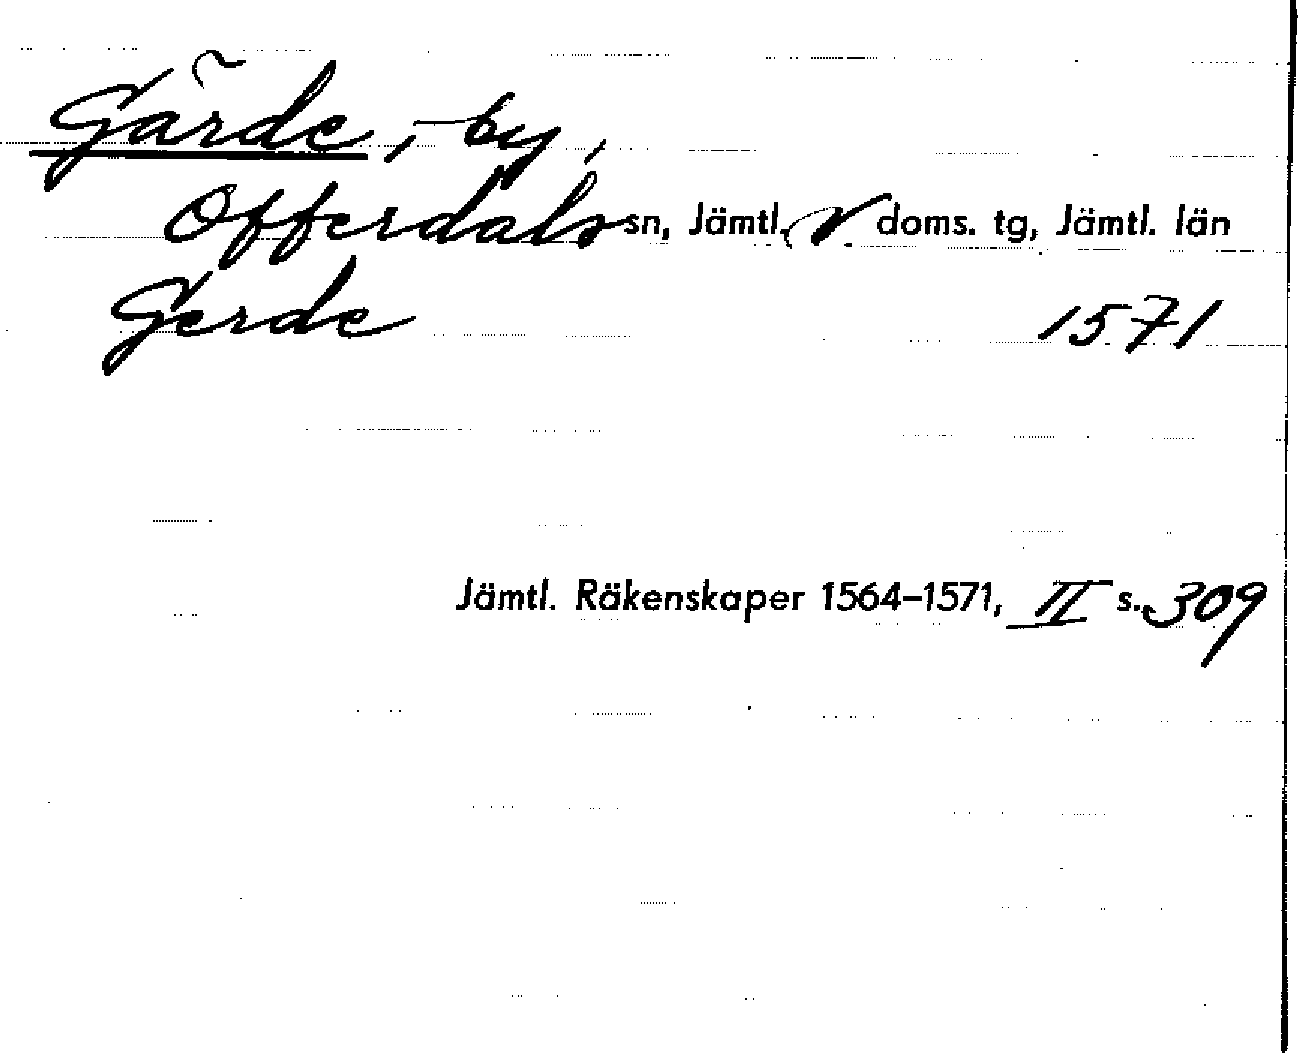 Gärde, by,
Offerdals sn, Jämtl. V doms. tg, Jämtl. län
Gerde 1571
Jämtl. Räkenskaper 1564–1571, II s. 309